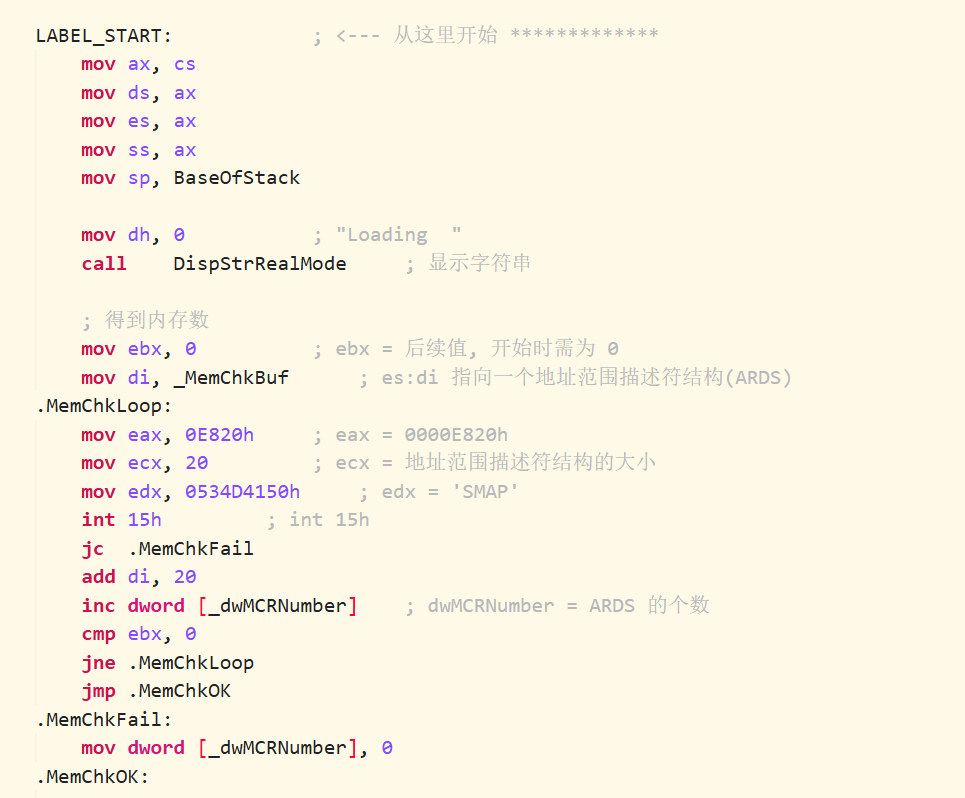 LABEL_START:            ; <--- 从这里开始 *************
    mov ax, cs
    mov ds, ax
    mov es, ax
    mov ss, ax
    mov sp, BaseOfStack
    mov dh, 0           ; "Loading  "
    call    DispStrRealMode     ; 显示字符串
    ; 得到内存数
    mov ebx, 0          ; ebx = 后续值, 开始时需为 0
    mov di, _MemChkBuf      ; es:di 指向一个地址范围描述符结构(ARDS)
.MemChkLoop:
    mov eax, 0E820h     ; eax = 0000E820h
    mov ecx, 20         ; ecx = 地址范围描述符结构的大小
    mov edx, 0534D4150h     ; edx = 'SMAP'
    int 15h         ; int 15h
    jc  .MemChkFail
    add di, 20
    inc dword [_dwMCRNumber]    ; dwMCRNumber = ARDS 的个数
    cmp ebx, 0
    jne .MemChkLoop
    jmp .MemChkOK
.MemChkFail:
    mov dword [_dwMCRNumber], 0
.MemChkOK: